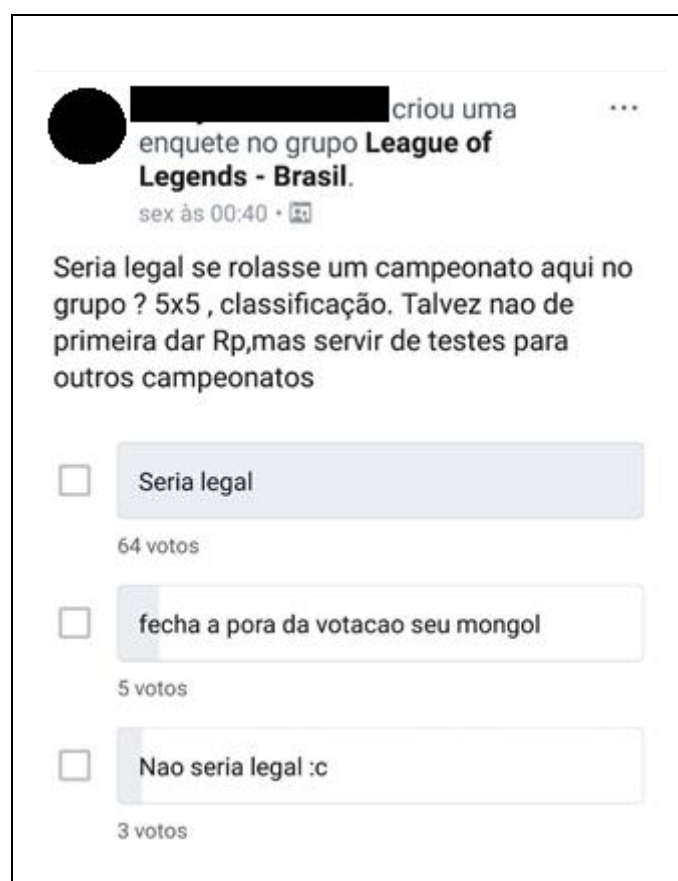 criou uma
enquete no grupo League of
Legends - Brasil.
sex às 00:40 •
Seria legal se rolasse um campeonato aqui no
grupo ? 5x5 , classificação. Talvez nao de
primeira dar Rp,mas servir de testes para
outros campeonatos
Seria legal
64 votos
fecha a pora da votacao seu mongol
5 votos
Nao seria legal :c
3 votos